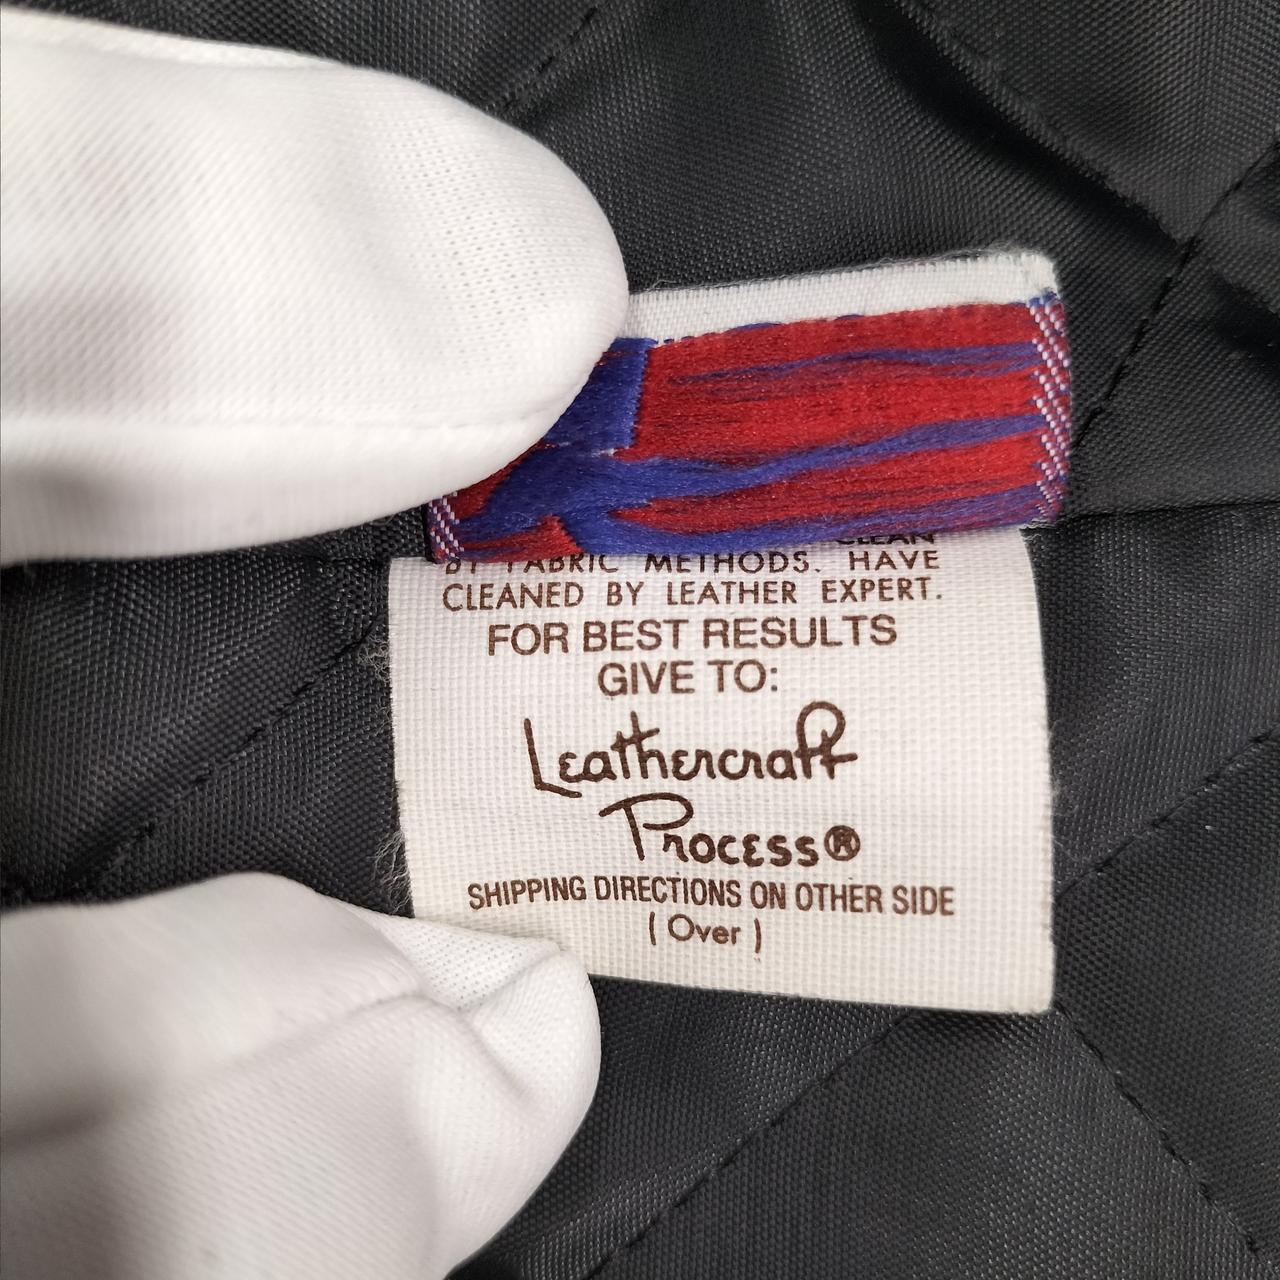 CLEAN
BY FABRIC METHODS. HAVE
CLEANED BY LEATHER EXPERT.
FOR BEST RESULTS
GIVE TO:
Leathercraft
Process®
SHIPPING DIRECTIONS ON OTHER SIDE
(Over)